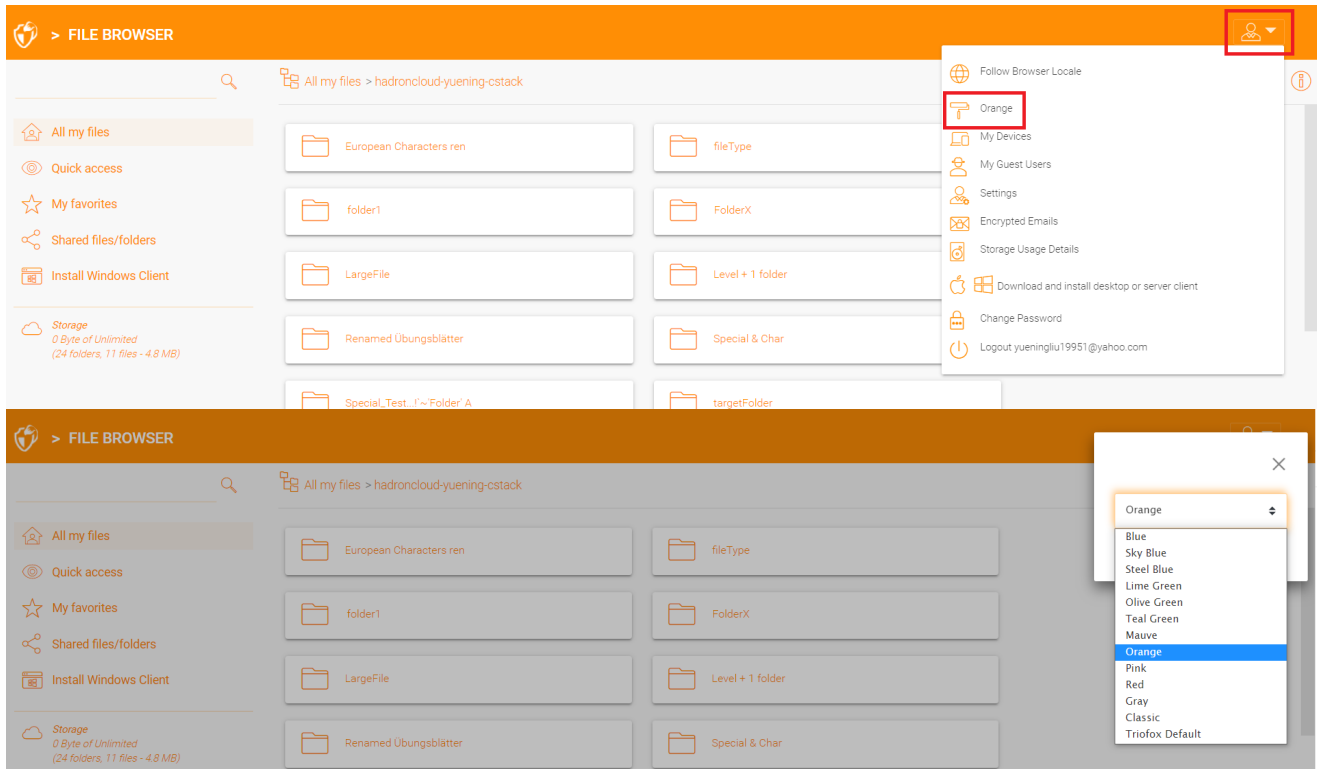 > FILE BROWSER
All my files > hadroncloud-yuening-cstack
All my files
Quick access
My favorites
Shared files/folders
Install Windows Client
Storage
0 Byte of Unlimited
(24 folders, 11 files - 4.8 MB)
European Characters ren
fileType
folder1
FolderX
LargeFile
Level + 1 folder
Renamed Übungsblätter
Special & Char
Special_Test...!`~'Folder' A
targetFolder
Follow Browser Locale
Orange
My Devices
My Guest Users
Settings
Encrypted Emails
Storage Usage Details
Download and install desktop or server client
Change Password
Logout yueningliu19951@yahoo.com
> FILE BROWSER
All my files > hadroncloud-yuening-cstack
All my files
Quick access
My favorites
Shared files/folders
Install Windows Client
Storage
0 Byte of Unlimited
(24 folders, 11 files - 4.8 MB)
European Characters ren
fileType
folder1
FolderX
LargeFile
Level + 1 folder
Renamed Übungsblätter
Special & Char
Orange
Blue
Sky Blue
Steel Blue
Lime Green
Olive Green
Teal Green
Mauve
Orange
Pink
Red
Gray
Classic
Triofox Default